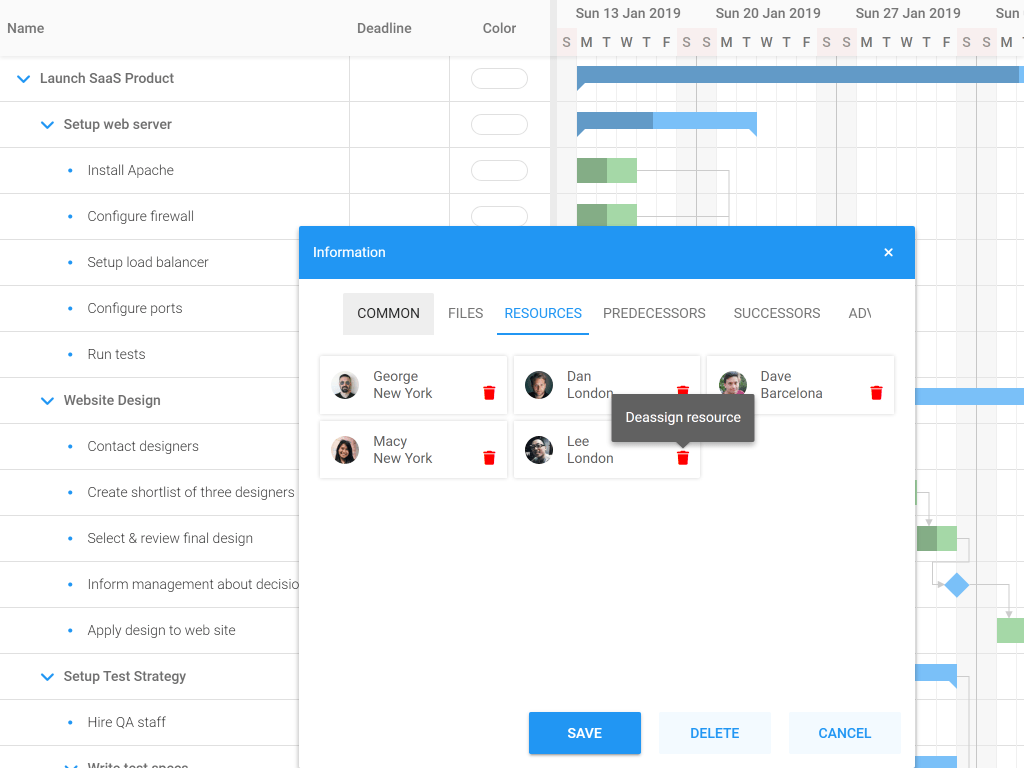 Name
Deadline
Color
Sun 13 Jan 2019
Sun 20 Jan 2019
Sun 27 Jan 2019
Sun
S M T W T F S S M T W T F S S M T W T F S S M
Launch SaaS Product
Setup web server
Install Apache
Configure firewall
Setup load balancer
Configure ports
Run tests
Website Design
Contact designers
Create shortlist of three designers
Select & review final design
Inform management about decisio
Apply design to web site
Setup Test Strategy
Hire QA staff
Write test specs
Information
COMMON
FILES
RESOURCES
PREDECESSORS
SUCCESSORS
ADV
George
New York
Dan
London
Dave
Barcelona
Deassign resource
Macy
New York
Lee
London
SAVE
DELETE
CANCEL